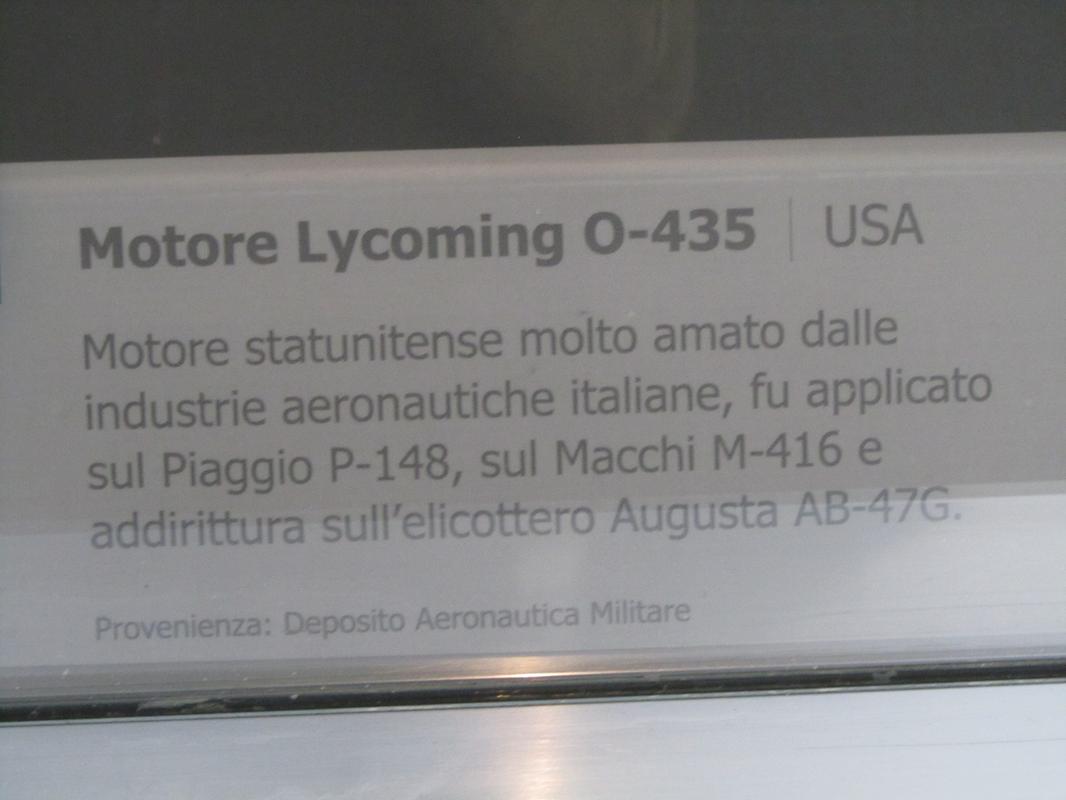 Motore Lycoming O-435 | USA
Motore statunitense molto amato dalle
industrie aeronautiche italiane, fu applicato
sul Piaggio P-148, sul Macchi M-416 e
addirittura sull'elicottero Augusta AB-47G.
Provenienza: Deposito Aeronautica Militare